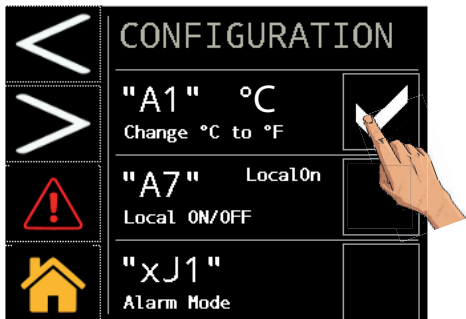 CONFIGURATION
"A1" °C
Change °C to °F
"A7" LocalOn
Local ON/OFF
"xJ1"
Alarm Mode